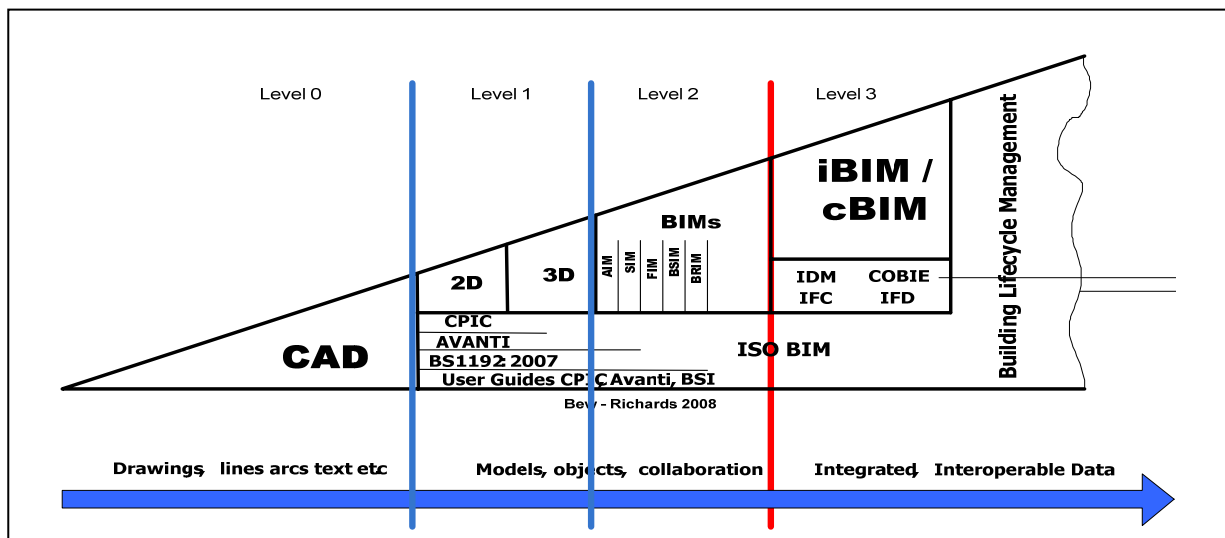 Level 0
Level 1
Level 2
Level 3
iBIM /
cBIM
BIMs
AIM
SIM
FIM
BSIM
BRIM
2D
3D
IDM COBIE
IFC IFD
Building Lifecycle Management
CAD
CPIC
AVANTI
BS1192:2007
User Guides CPIC, Avanti, BSI
ISO BIM
Bew - Richards 2008
Drawings, lines arcs text etc
Models, objects, collaboration
Integrated, Interoperable Data